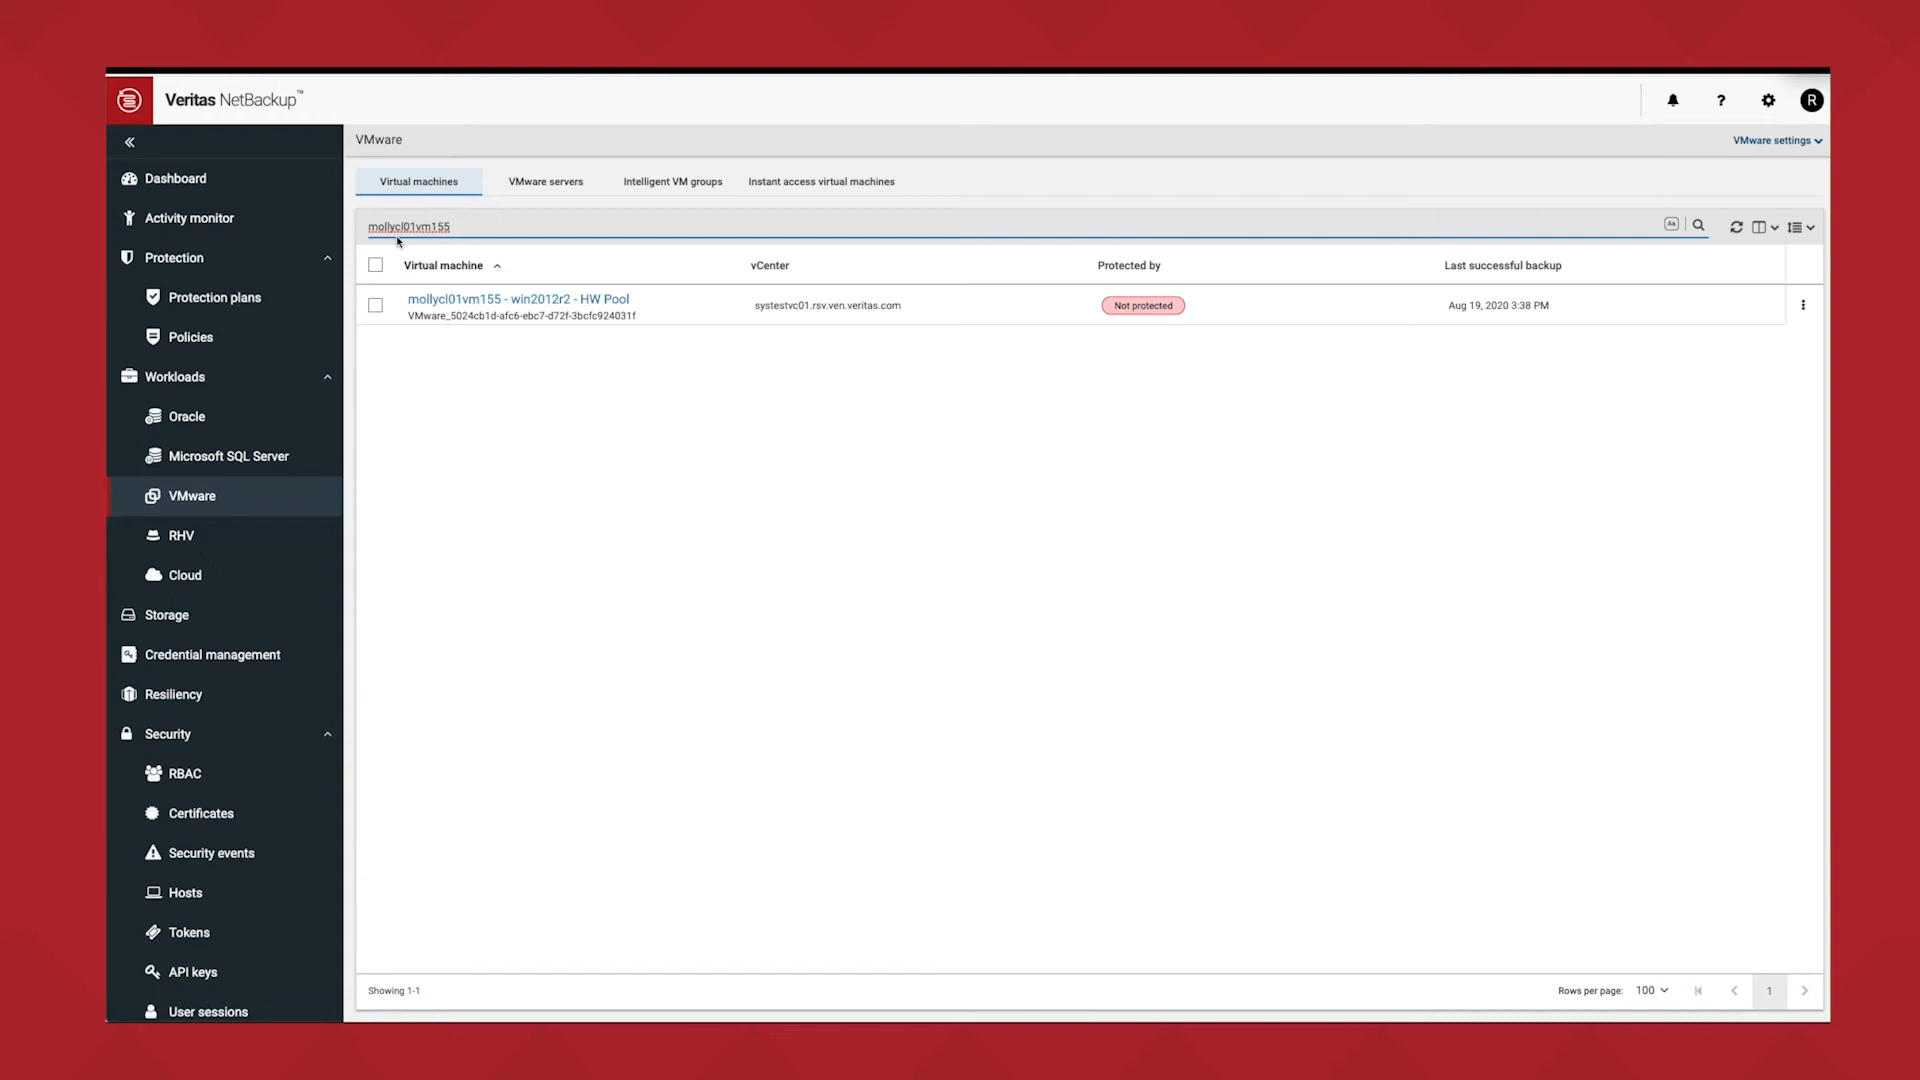 Veritas NetBackup™
?
R
VMware
VMware settings
Dashboard
Activity monitor
Protection
Protection plans
Policies
Workloads
Oracle
Microsoft SQL Server
VMware
RHV
Cloud
Storage
Credential management
Resiliency
Security
RBAC
Certificates
Security events
Hosts
Tokens
API keys
User sessions
Virtual machines
VMware servers
Intelligent VM groups
Instant access virtual machines
mollycl01vm155
Aa
Virtual machine
vCenter
Protected by
Last successful backup
mollycl01vm155 - win2012r2 - HW Pool
VMware_5024cb1d-afc6-ebc7-d72f-3bcfc924031f
systestvc01.rsv.ven.veritas.com
Not protected
Aug 19, 2020 3:38 PM
Showing 1-1
Rows per page: 100
1